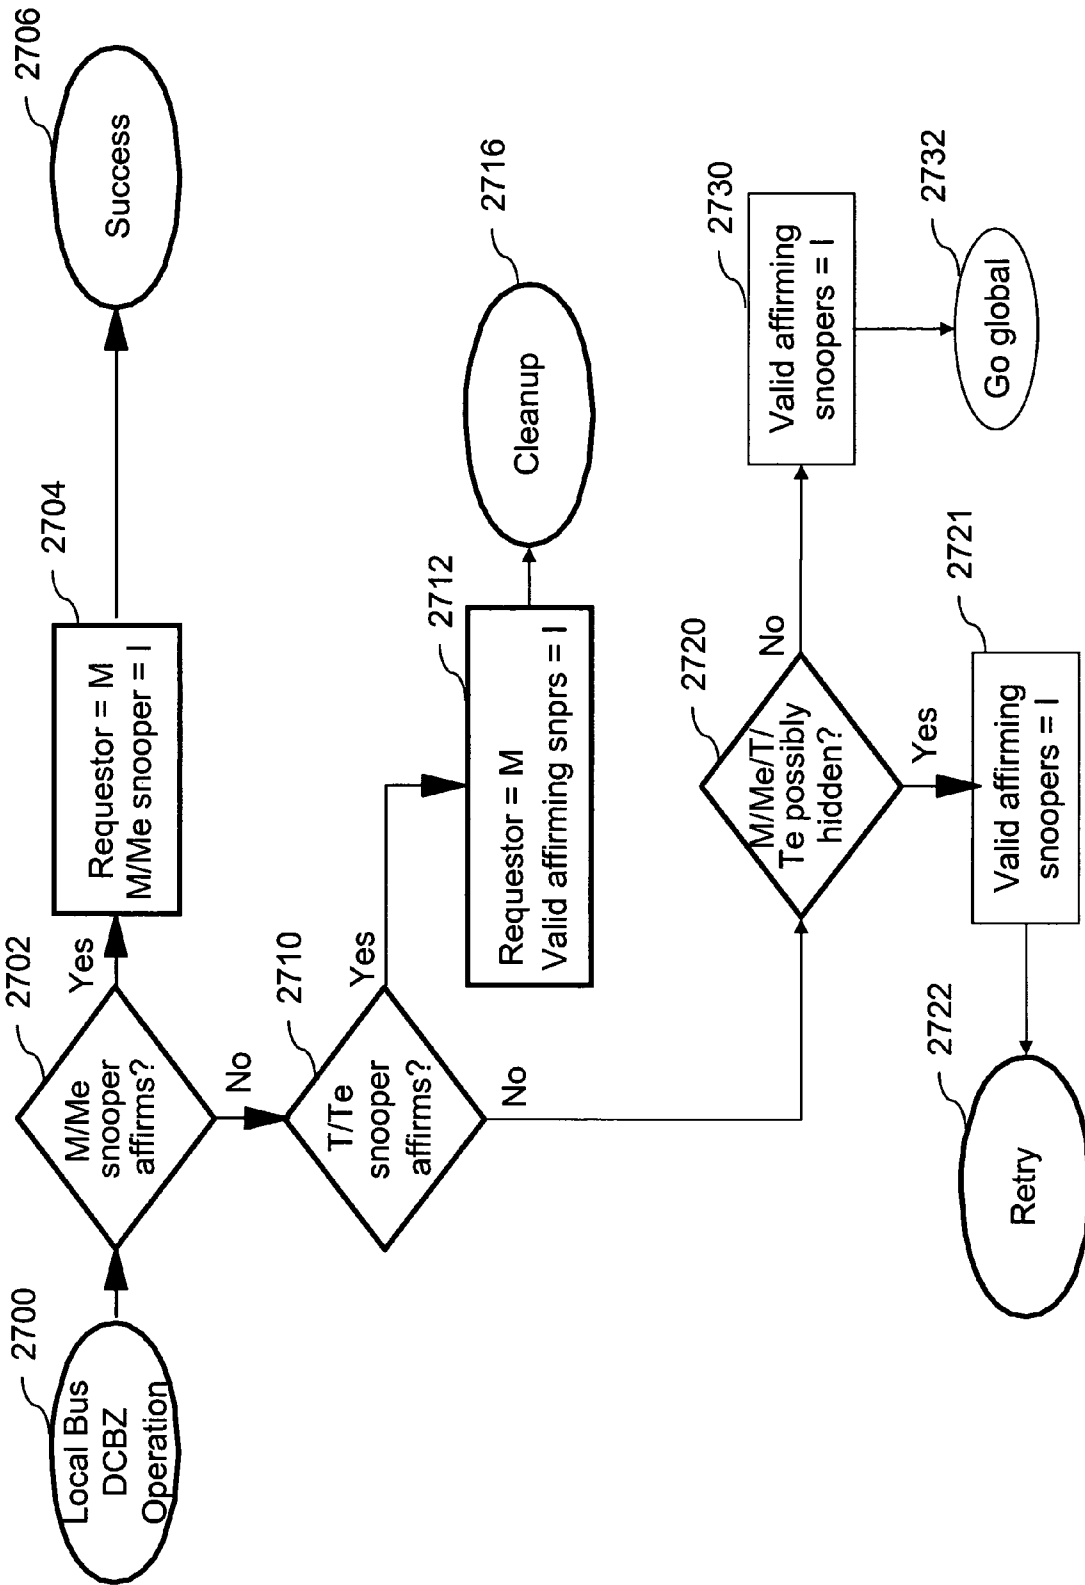 2700
Local Bus
DCBZ
Operation
2702
M/Me
snooper
affirms?
Yes
No
2704
Requestor = M
M/Me snooper = I
2706
Success
2710
T/Te
snooper
affirms?
Yes
No
2712
Requestor = M
Valid affirming snprs = I
2716
Cleanup
2720
M/Me/T/
Te possibly
hidden?
No
Yes
2730
Valid affirming
snoopers = I
2732
Go global
2721
Valid affirming
snoopers = I
2722
Retry